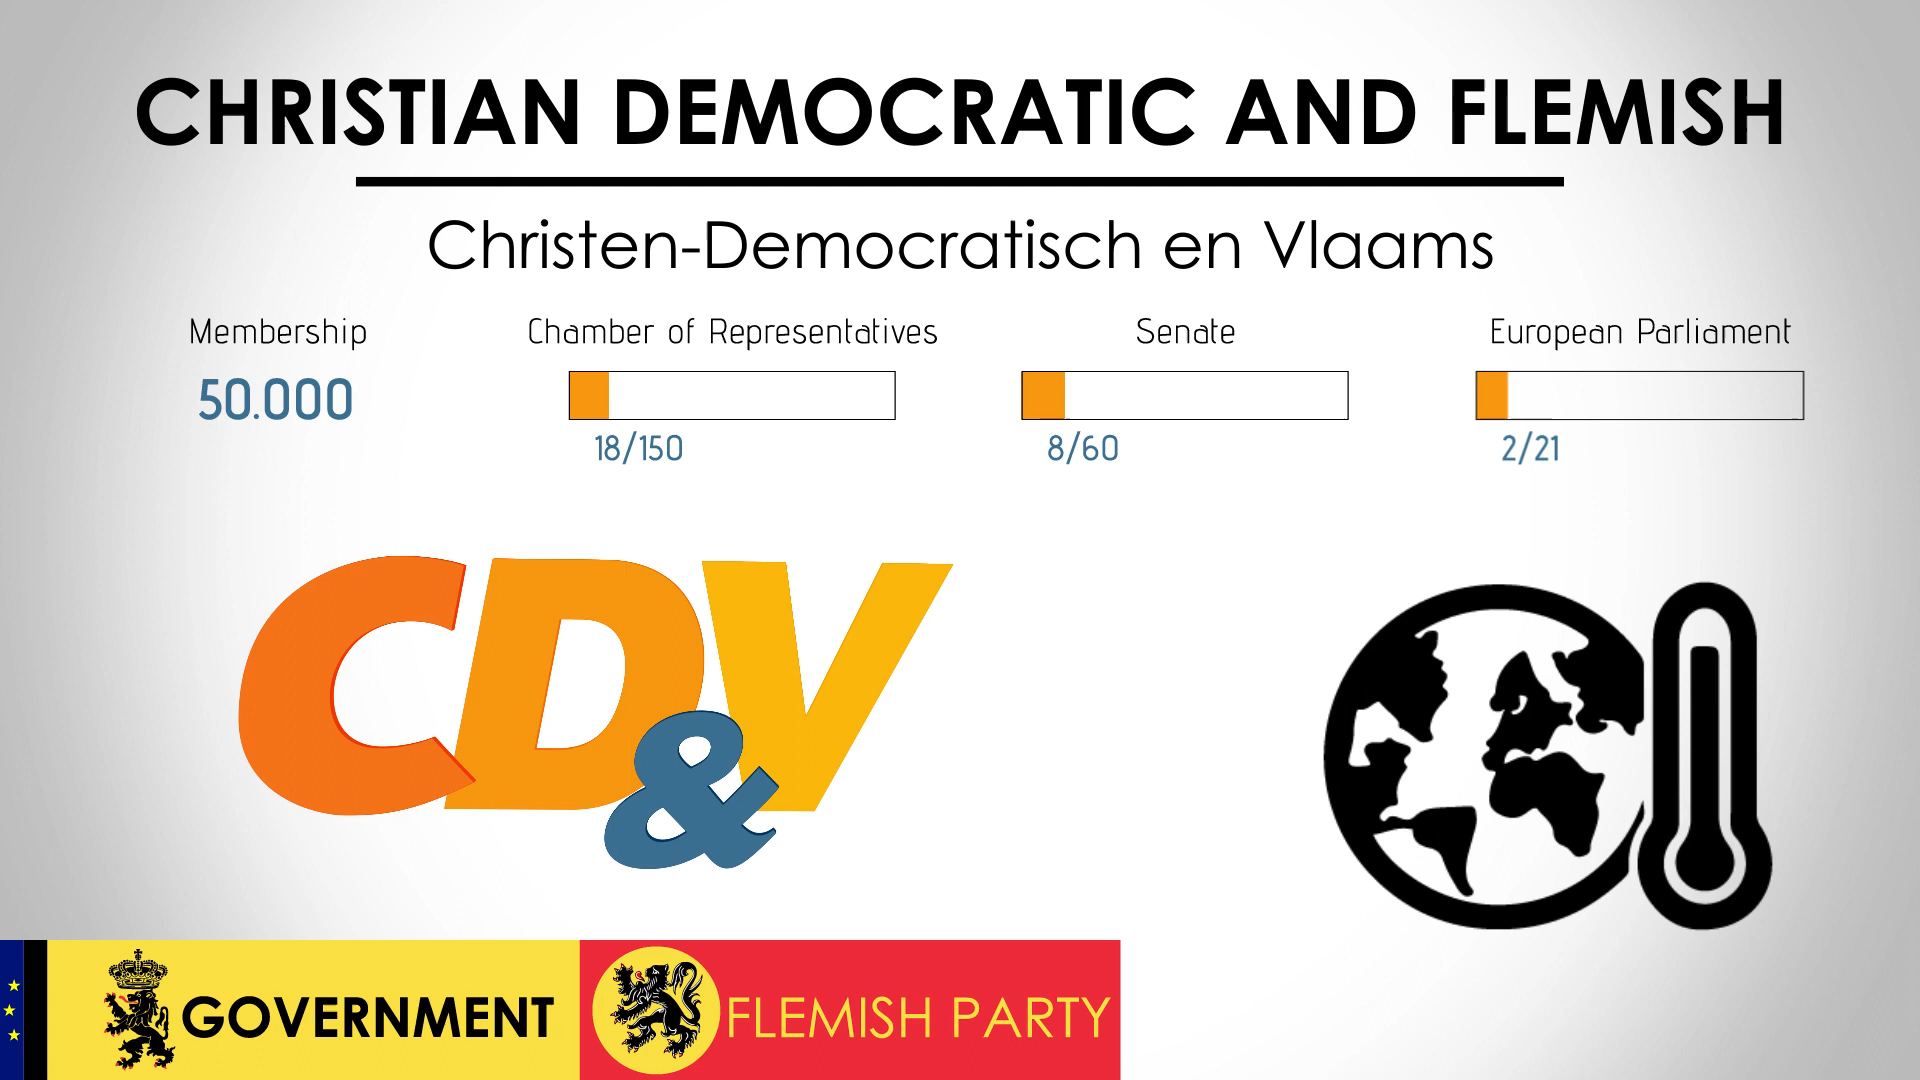 CHRISTIAN DEMOCRATIC AND FLEMISH
Christen-Democratisch en Vlaams
Membership
50.000
Chamber of Representatives
18/150
Senate
8/60
European Parliament
2/21
CD&V
GOVERNMENT
FLEMISH PARTY